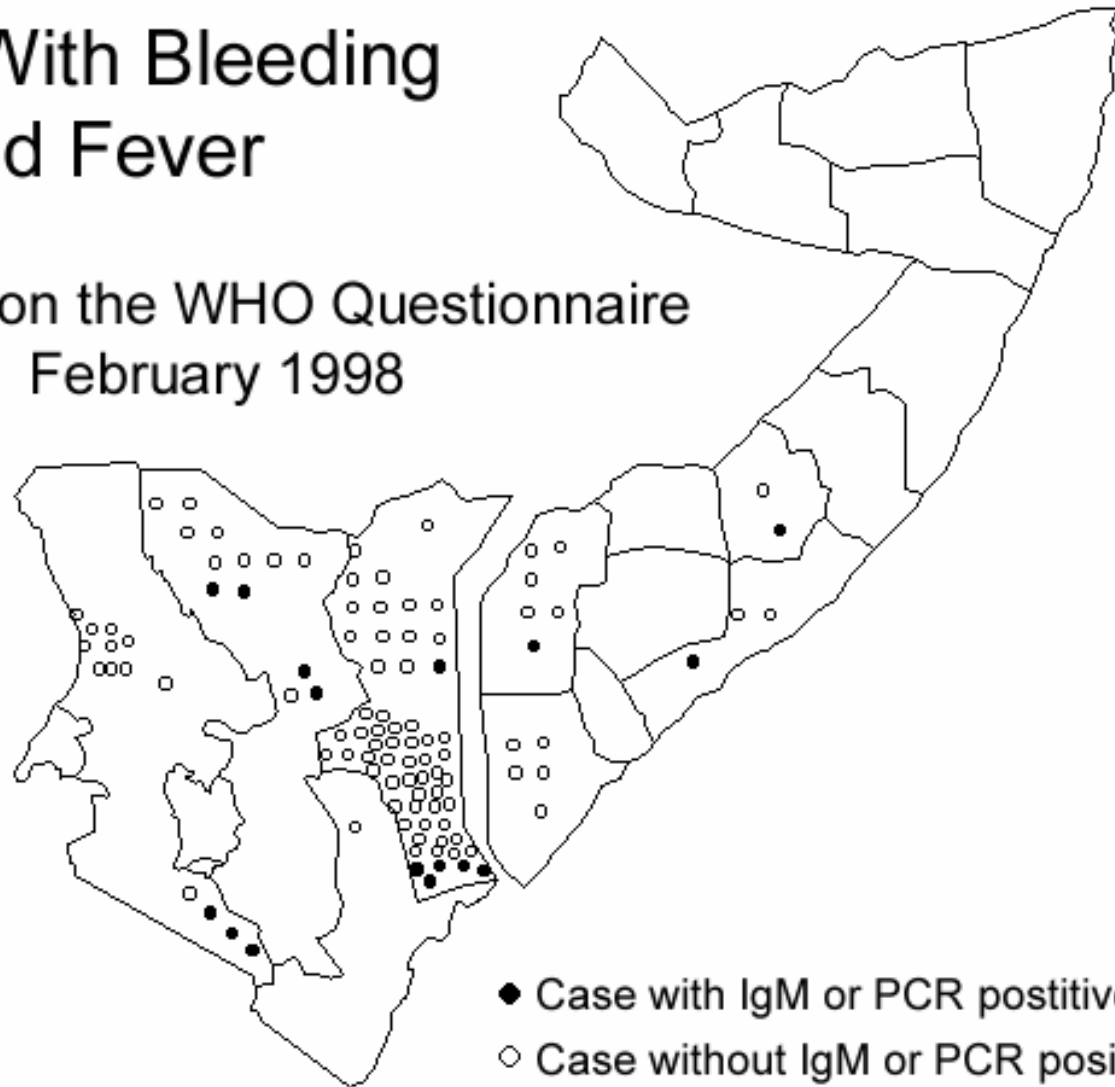 With Bleeding
d Fever
on the WHO Questionnaire
February 1998
Case with IgM or PCR postitive
Case without IgM or PCR posi